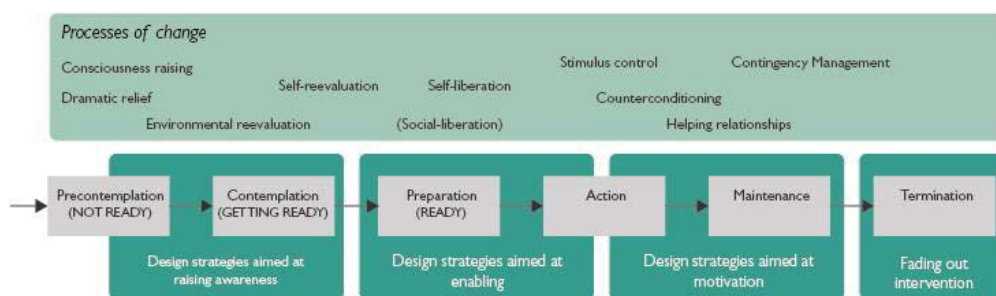 Processes of change
Consciousness raising
Dramatic relief
Environmental reevaluation
Self-reevaluation
Self-liberation
(Social-liberation)
Stimulus control
Counterconditioning
Helping relationships
Contingency Management
Precontemplation
(NOT READY)
Contemplation
(GETTING READY)
Preparation
(READY)
Action
Maintenance
Termination
Design strategies aimed at
raising awareness
Design strategies aimed at
enabling
Design strategies aimed at
motivation
Fading out
intervention